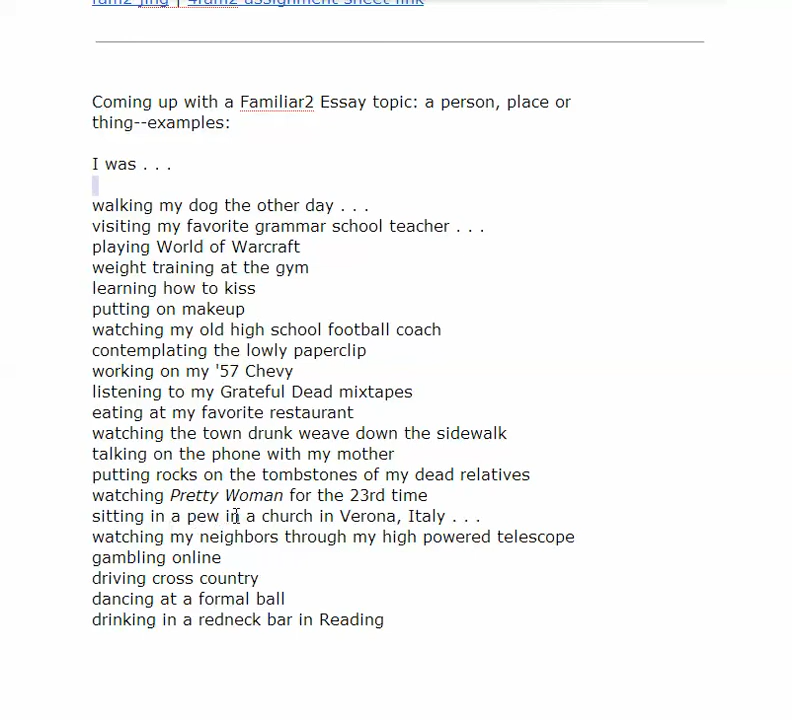 fam2 jing | 4fam2 assignment sheet link
Coming up with a Familiar2 Essay topic: a person, place or
thing--examples:
I was . . .
walking my dog the other day . . .
visiting my favorite grammar school teacher . . .
playing World of Warcraft
weight training at the gym
learning how to kiss
putting on makeup
watching my old high school football coach
contemplating the lowly paperclip
working on my '57 Chevy
listening to my Grateful Dead mixtapes
eating at my favorite restaurant
watching the town drunk weave down the sidewalk
talking on the phone with my mother
putting rocks on the tombstones of my dead relatives
watching Pretty Woman for the 23rd time
sitting in a pew in a church in Verona, Italy . . .
watching my neighbors through my high powered telescope
gambling online
driving cross country
dancing at a formal ball
drinking in a redneck bar in Reading